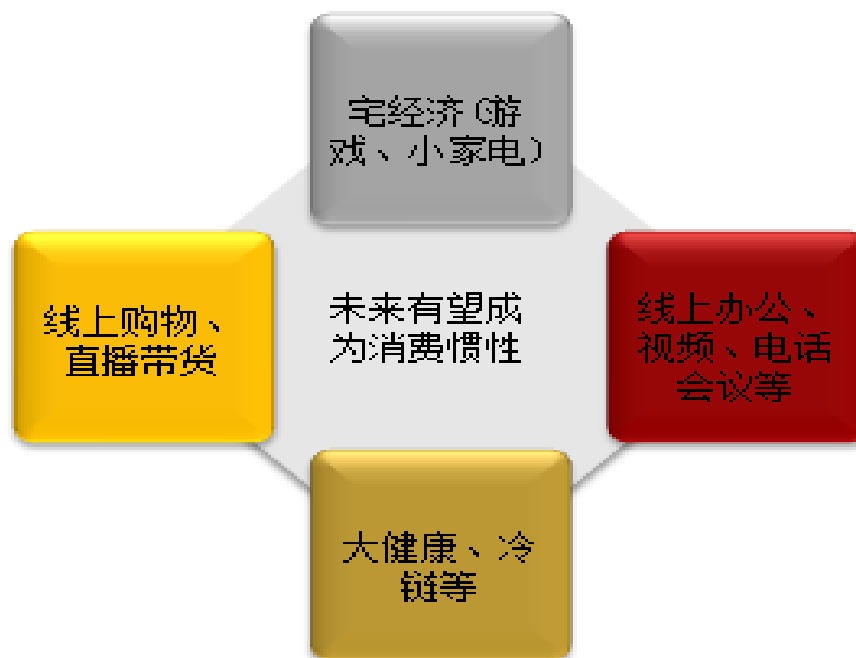 宅经济(游
戏、小家电)
线上购物、
直播带货
未来有望成
为消费惯性
线上办公、
视频、电话
会议等
大健康、冷
链等